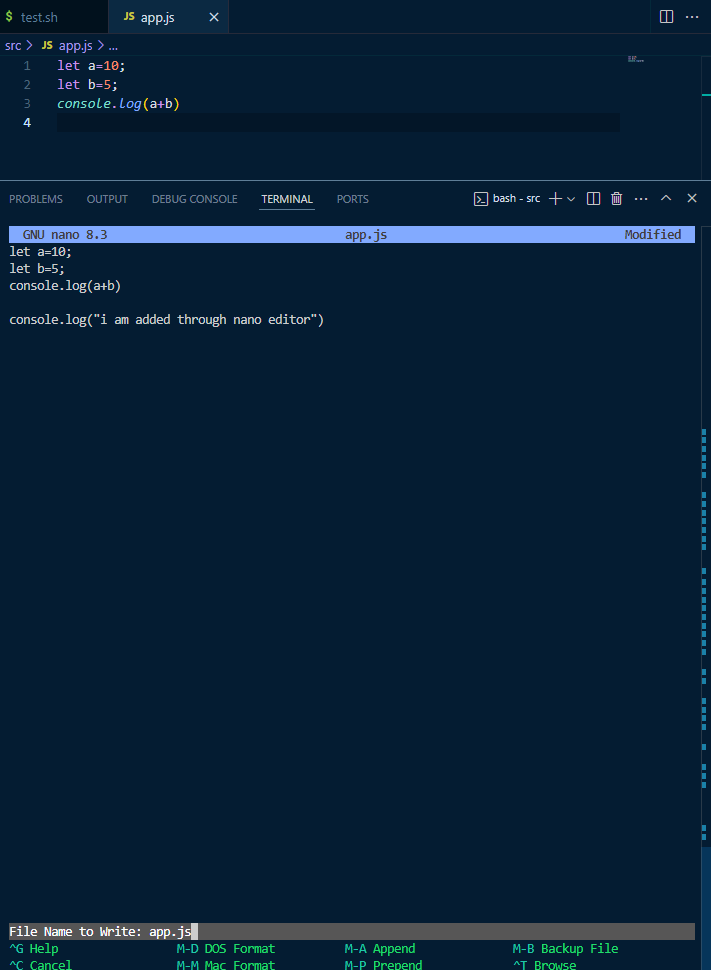 $ test.sh
JS app.js ×
src > JS app.js > ...
1 let a=10;
2 let b=5;
3 console.log(a+b)
4
PROBLEMS OUTPUT DEBUG CONSOLE TERMINAL PORTS bash - src
GNU nano 8.3 app.js Modified
let a=10;
let b=5;
console.log(a+b)
console.log("i am added through nano editor")
File Name to Write: app.js
^G Help M-D DOS Format M-A Append M-B Backup File
^C Cancel M-M Mac Format M-P Prepend ^T Browse